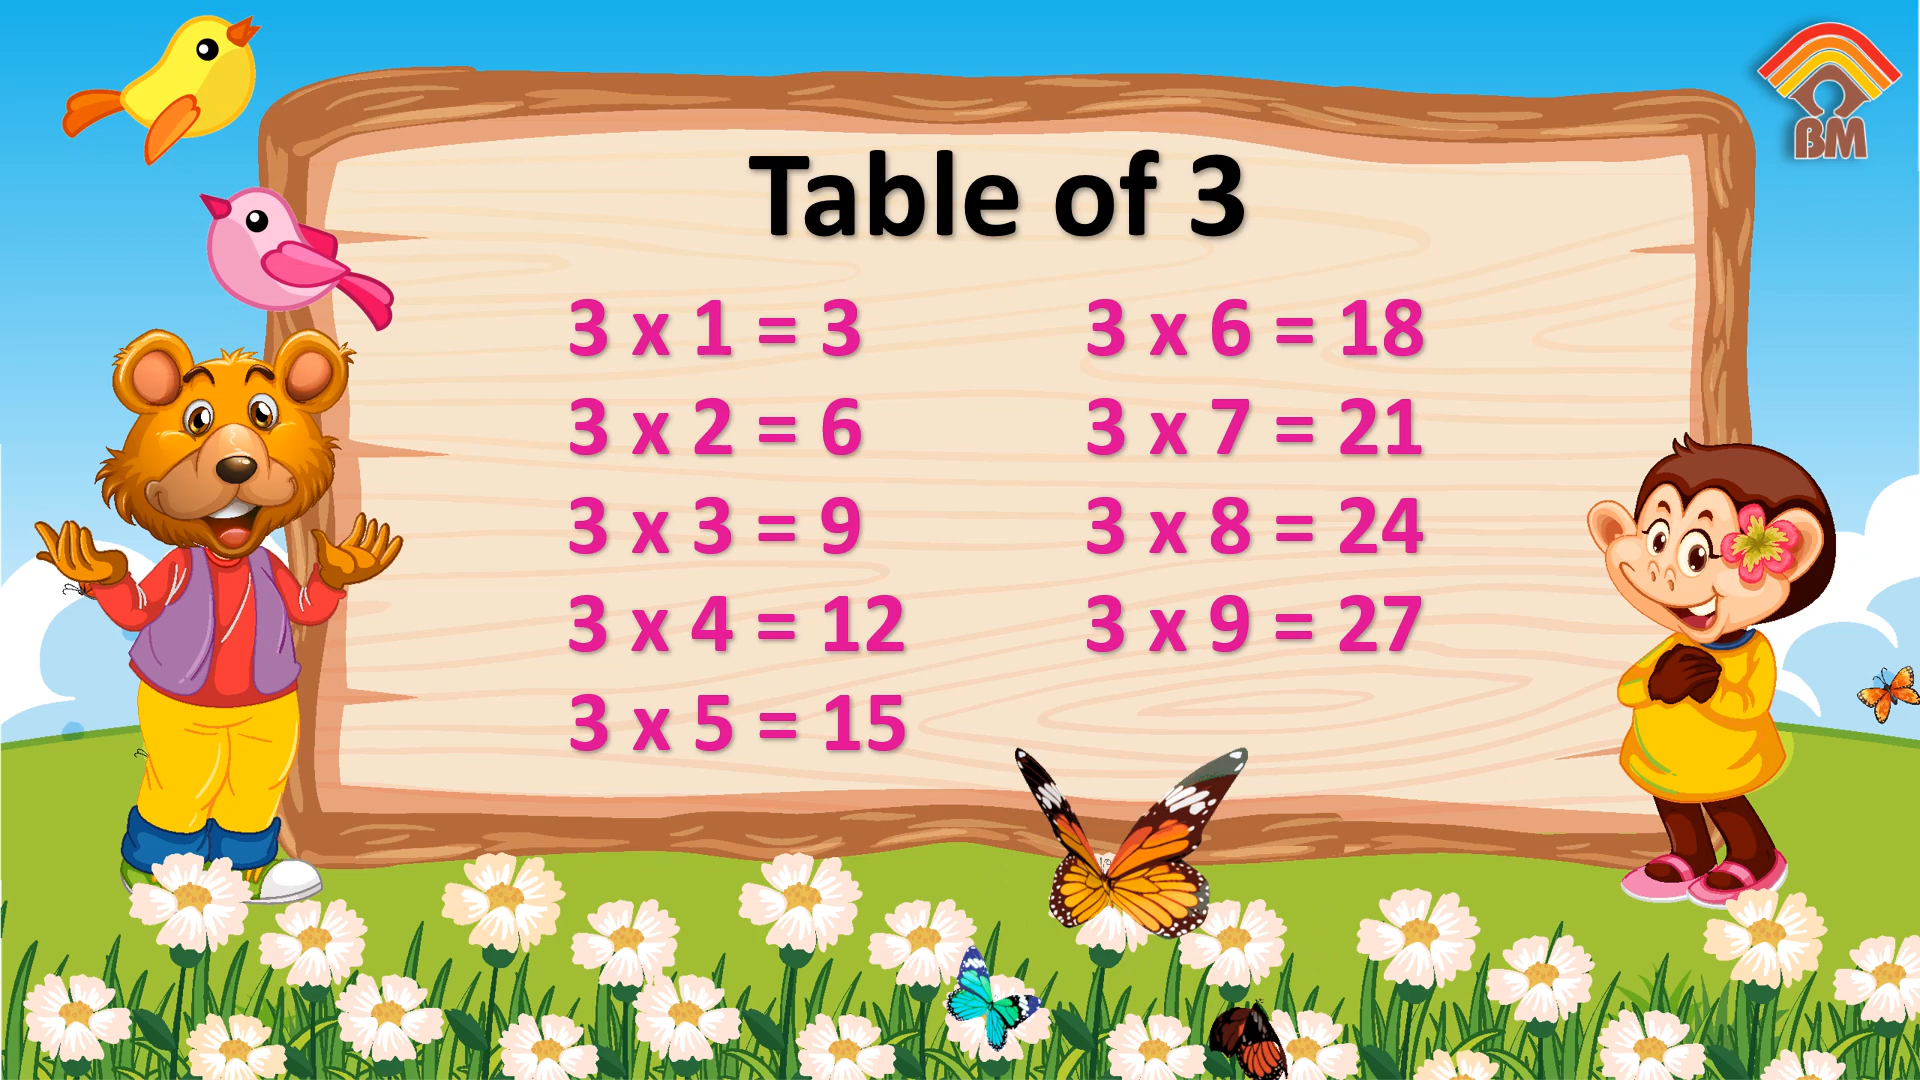 BM
Table of 3
3 x 1 = 3
3 x 2 = 6
3 x 3 = 9
3 x 4 = 12
3 x 5 = 15
3 x 6 = 18
3 x 7 = 21
3 x 8 = 24
3 x 9 = 27